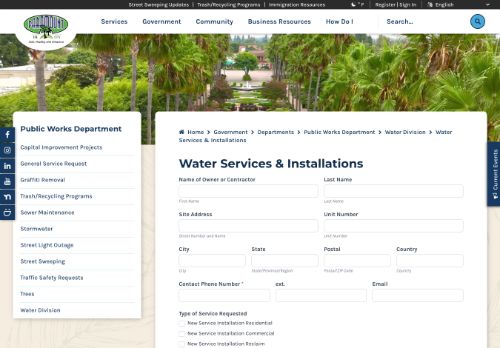 Street Sweeping Updates | Trash/Recycling Programs | Immigration Resources
° F
Register | Sign In
English
PARAMOUNT
Services Government Community Business Resources How Do I
Search...
Public Works Department
Capital Improvement Projects
General Service Request
Graffiti Removal
Trash/Recycling Programs
Sewer Maintenance
Stormwater
Street Light Outage
Street Sweeping
Traffic Safety Requests
Trees
Water Division
Home > Government > Departments > Public Works Department > Water Division > Water
Services & Installations
Water Services & Installations
Name of Owner or Contractor
Last Name
First Name
Last Name
Site Address
Unit Number
Street Number and Name
Unit Number
City State Postal Country
City State/Province/Region Postal/ZIP Code Country
Contact Phone Number * ext. Email
Type of Service Requested
New Service Installation Residential
New Service Installation Commercial
New Service Installation Reclaim
Current Events